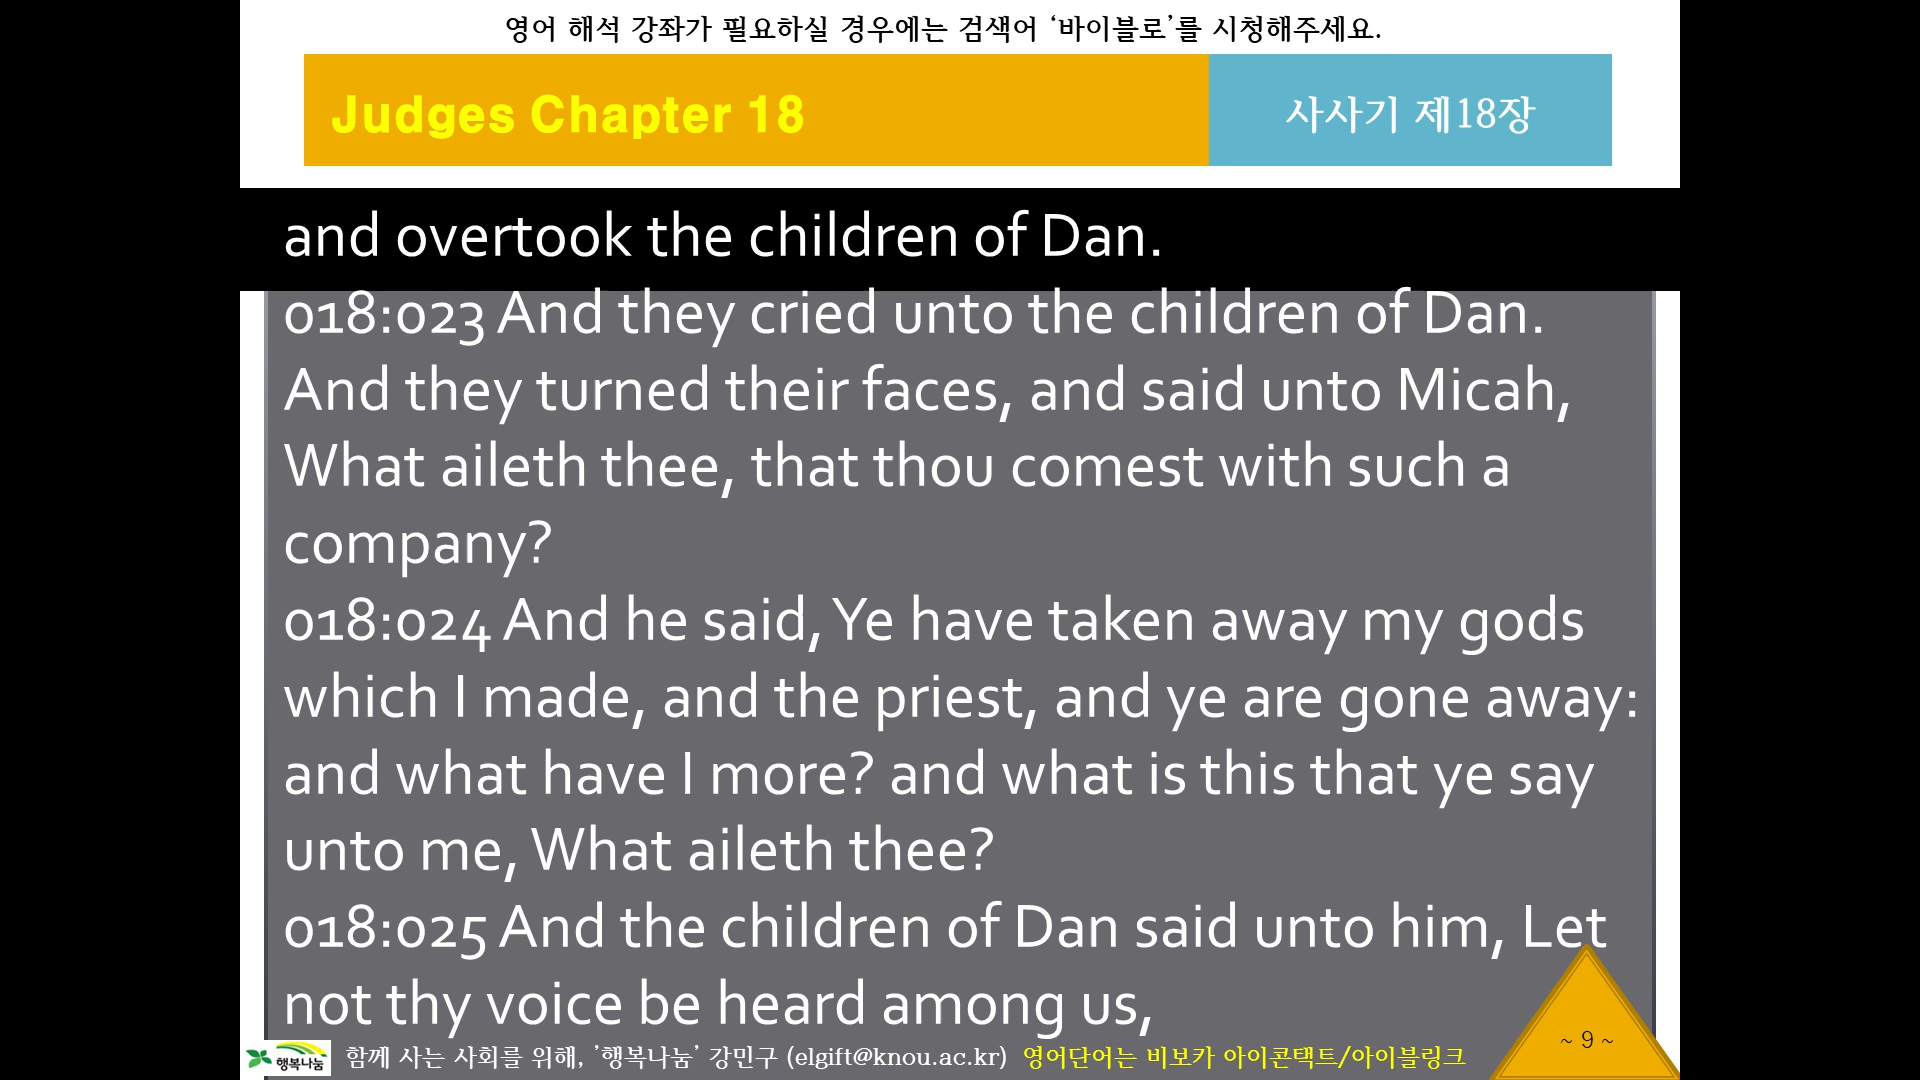 영어 해석 강좌가 필요하실 경우에는 검색어 ‘바이블로’를 시청해주세요.
Judges Chapter 18
사사기 제18장
and overtook the children of Dan.
018:023 And they cried unto the children of Dan.
And they turned their faces, and said unto Micah,
What aileth thee, that thou comest with such a
company?
018:024 And he said, Ye have taken away my gods
which I made, and the priest, and ye are gone away:
and what have I more? and what is this that ye say
unto me, What aileth thee?
018:025 And the children of Dan said unto him, Let
not thy voice be heard among us,
~ 9 ~
행복나눔
함께 사는 사회를 위해, ’행복나눔’ 강민구 (elgift@knou.ac.kr) 영어단어는 비보카 아이콘택트/아이블링크